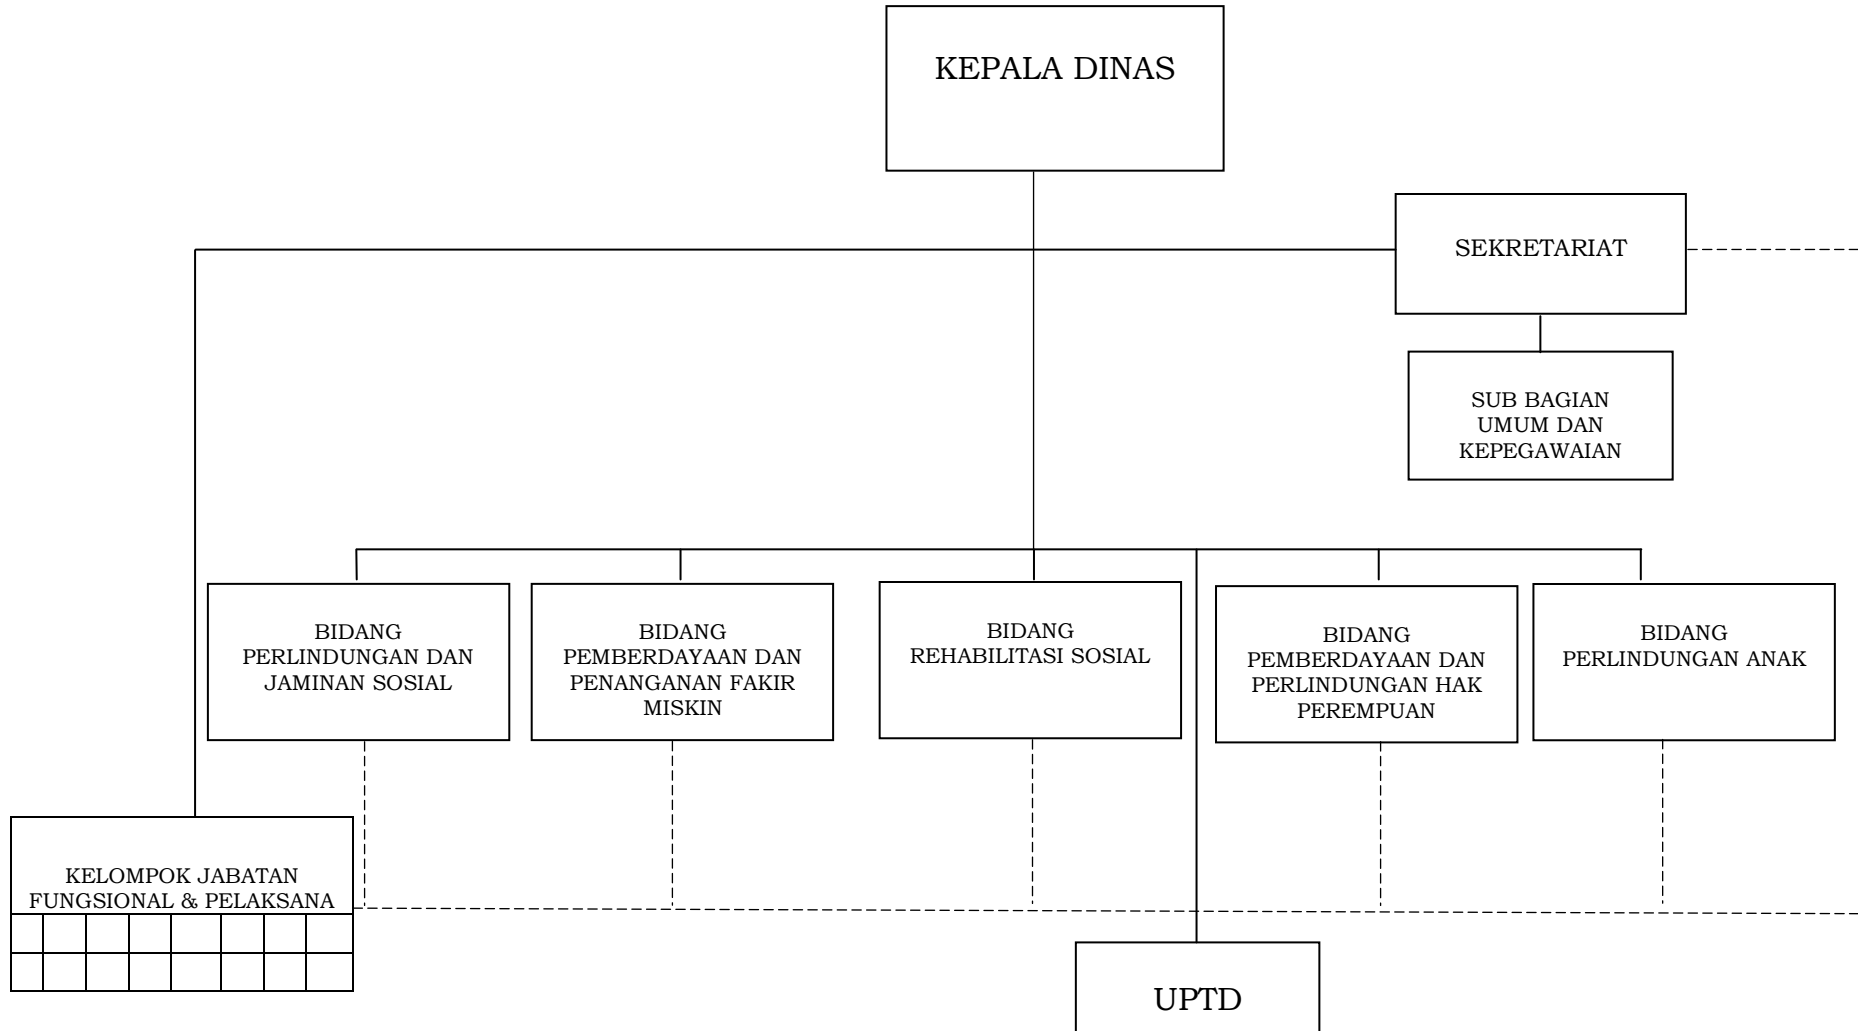 KEPALA DINAS
SEKRETARIAT
SUB BAGIAN
UMUM DAN
KEPEGAWAIAN
BIDANG
PERLINDUNGAN DAN
JAMINAN SOSIAL
BIDANG
PEMBERDAYAAN DAN
PENANGANAN FAKIR
MISKIN
BIDANG
REHABILITASI SOSIAL
BIDANG
PEMBERDAYAAN DAN
PERLINDUNGAN HAK
PEREMPUAN
BIDANG
PERLINDUNGAN ANAK
KELOMPOK JABATAN
FUNGSIONAL & PELAKSANA
UPTD